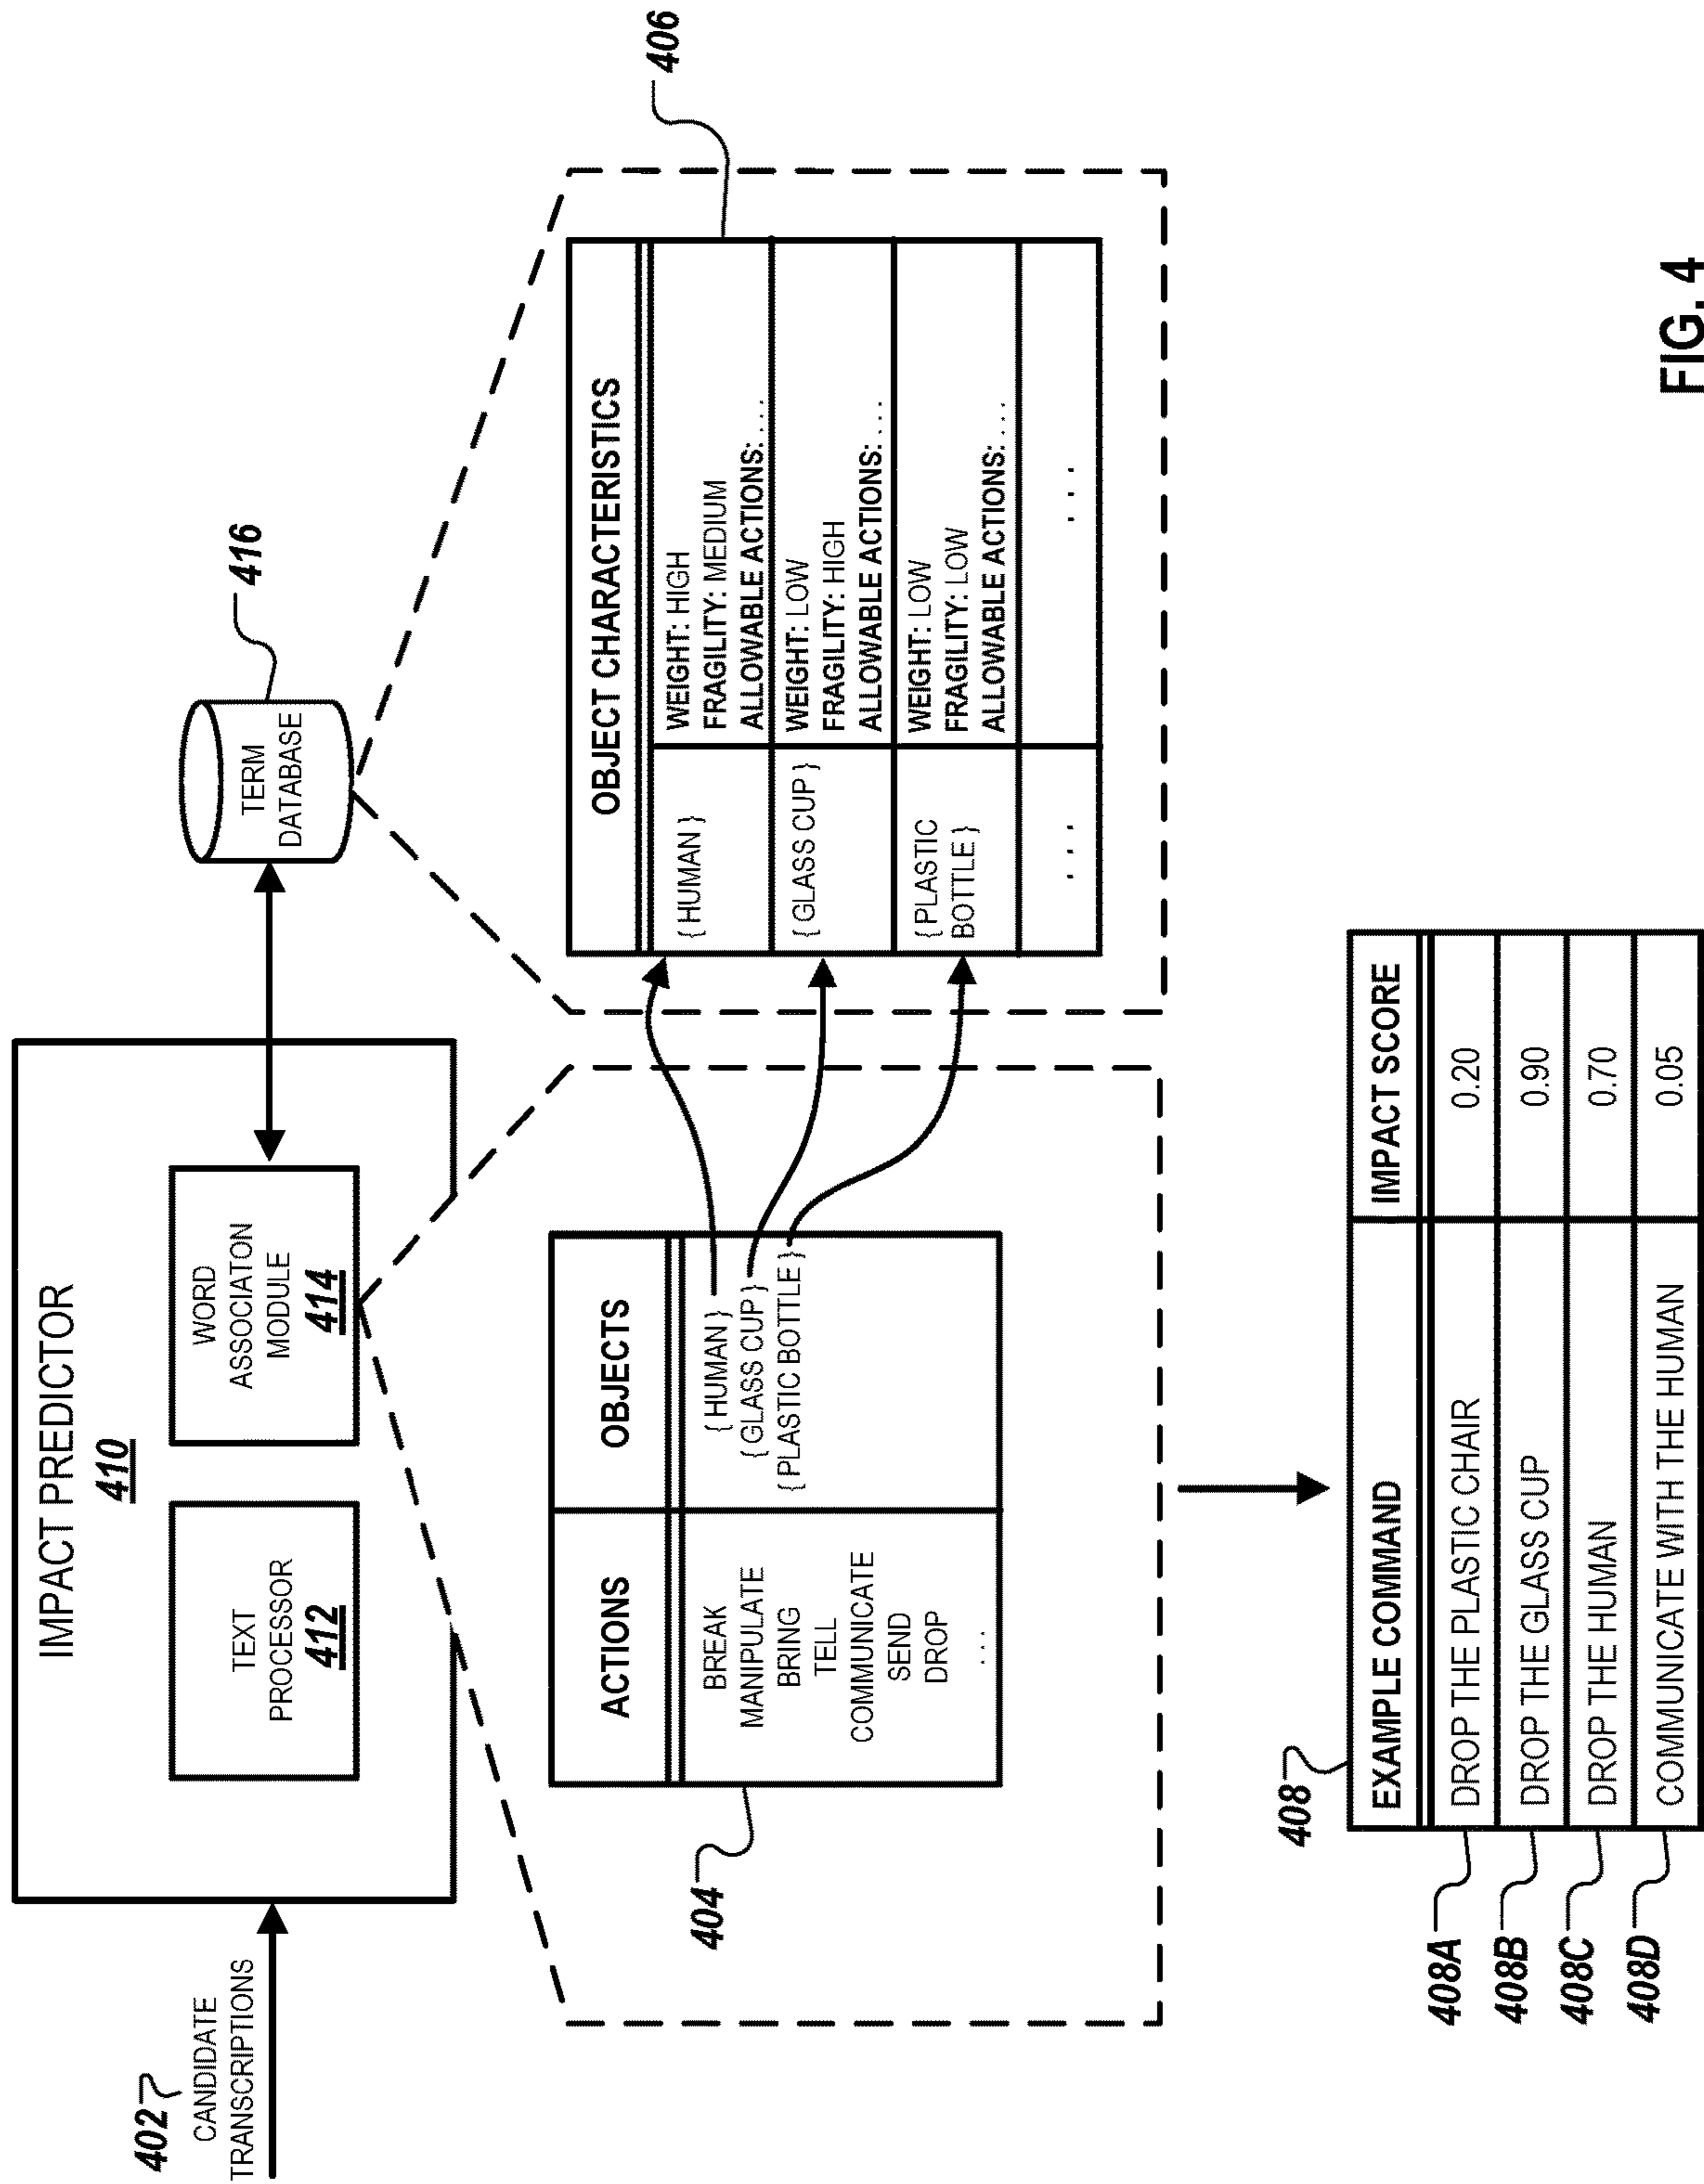 402
CANDIDATE
TRANSCRIPTIONS
IMPACT PREDICTOR
410
TEXT
PROCESSOR
412
WORD
ASSOCIATON
MODULE
414
TERM
DATABASE
416
404
ACTIONS
OBJECTS
BREAK
MANIPULATE
BRING
TELL
COMMUNICATE
SEND
DROP
...
{ HUMAN }
{ GLASS CUP }
{ PLASTIC BOTTLE }
406
OBJECT CHARACTERISTICS
{ HUMAN }
WEIGHT: HIGH
FRAGILITY: MEDIUM
ALLOWABLE ACTIONS: ....
{ GLASS CUP }
WEIGHT: LOW
FRAGILITY: HIGH
ALLOWABLE ACTIONS: ....
{ PLASTIC
BOTTLE }
WEIGHT: LOW
FRAGILITY: LOW
ALLOWABLE ACTIONS: ....
. . .
. . .
408
EXAMPLE COMMAND IMPACT SCORE
408A DROP THE PLASTIC CHAIR 0.20
408B DROP THE GLASS CUP 0.90
408C DROP THE HUMAN 0.70
408D COMMUNICATE WITH THE HUMAN 0.05
FIG. 4